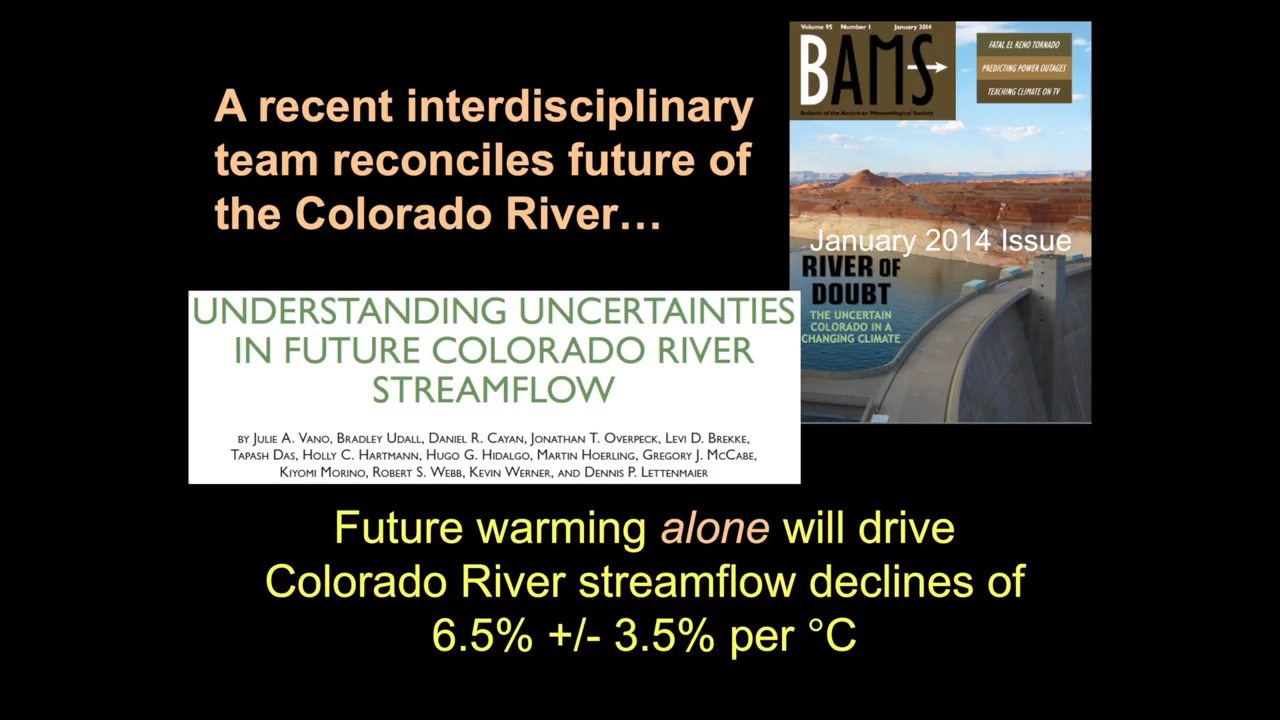 A recent interdisciplinary
team reconciles future of
the Colorado River…
Volume 95 Number 1 January 2014
BAMS
Bulletin of the American Meteorological Society
FATAL EL RENO TORNADO
PREDICTING POWER OUTAGES
TEACHING CLIMATE ON TV
January 2014 Issue
RIVER OF
DOUBT
THE UNCERTAIN
COLORADO IN A
CHANGING CLIMATE
UNDERSTANDING UNCERTAINTIES
IN FUTURE COLORADO RIVER
STREAMFLOW
BY JULIE A. VANO, BRADLEY UDALL, DANIEL R. CAYAN, JONATHAN T. OVERPECK, LEVI D. BREKKE,
TAPASH DAS, HOLLY C. HARTMANN, HUGO G. HIDALGO, MARTIN HOERLING, GREGORY J. MCCABE,
KIYOMI MORINO, ROBERT S. WEBB, KEVIN WERNER, AND DENNIS P. LETTENMAIER
Future warming alone will drive
Colorado River streamflow declines of
6.5% +/- 3.5% per °C